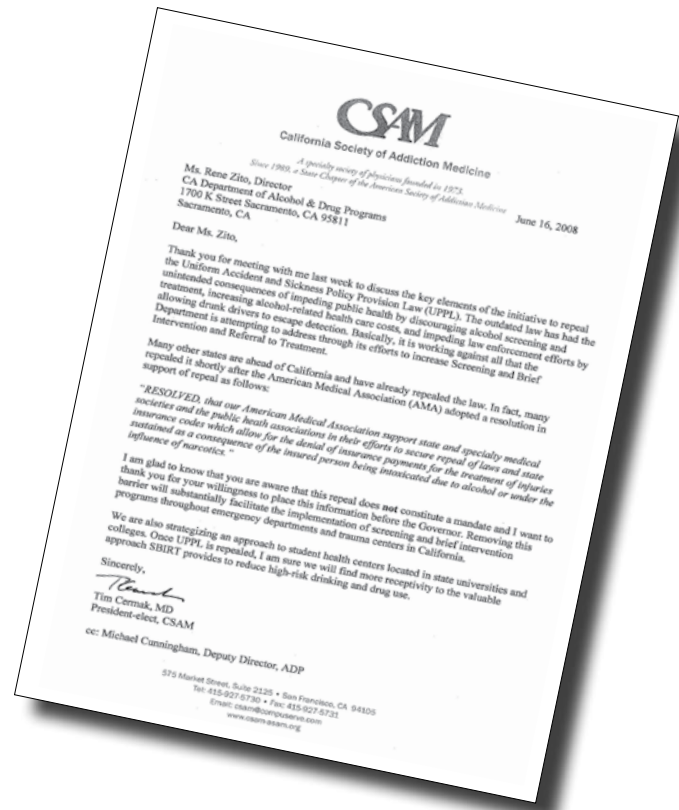 CSAM
California Society of Addiction Medicine
A specialty society of physicians founded in 1973.
Since 1989, a State Chapter of the American Society of Addiction Medicine
June 16, 2008
Ms. Rene Zito, Director
CA Department of Alcohol & Drug Programs
1700 K Street Sacramento, CA 95811
Sacramento, CA
Dear Ms. Zito,
Thank you for meeting with me last week to discuss the key elements of the initiative to repeal
the Uniform Accident and Sickness Policy Provision Law (UPPL). The outdated law has had the
unintended consequences of impeding public health by discouraging alcohol screening and
treatment, increasing alcohol-related health care costs, and impeding law enforcement efforts by
allowing drunk drivers to escape detection. Basically, it is working against all that the
Department is attempting to address through its efforts to increase Screening and Brief
Intervention and Referral to Treatment.
Many other states are ahead of California and have already repealed the law. In fact, many
repealed it shortly after the American Medical Association (AMA) adopted a resolution in
support of repeal as follows:
"RESOLVED, that our American Medical Association support state and specialty medical
societies and the public heath associations in their efforts to secure repeal of laws and state
insurance codes which allow for the denial of insurance payments for the treatment of injuries
sustained as a consequence of the insured person being intoxicated due to alcohol or under the
influence of narcotics."
I am glad to know that you are aware that this repeal does not constitute a mandate and I want to
thank you for your willingness to place this information before the Governor. Removing this
barrier will substantially facilitate the implementation of screening and brief intervention
programs throughout emergency departments and trauma centers in California.
We are also strategizing an approach to student health centers located in state universities and
colleges. Once UPPL is repealed, I am sure we will find more receptivity to the valuable
approach SBIRT provides to reduce high-risk drinking and drug use.
Sincerely,
Tim Cermak, MD
President-elect, CSAM
cc: Michael Cunningham, Deputy Director, ADP
575 Market Street, Suite 2125 • San Francisco, CA 94105
Tel: 415-927-5730 • Fax: 415-927-5731
Email: csam@compuserve.com
www.csam-asam.org